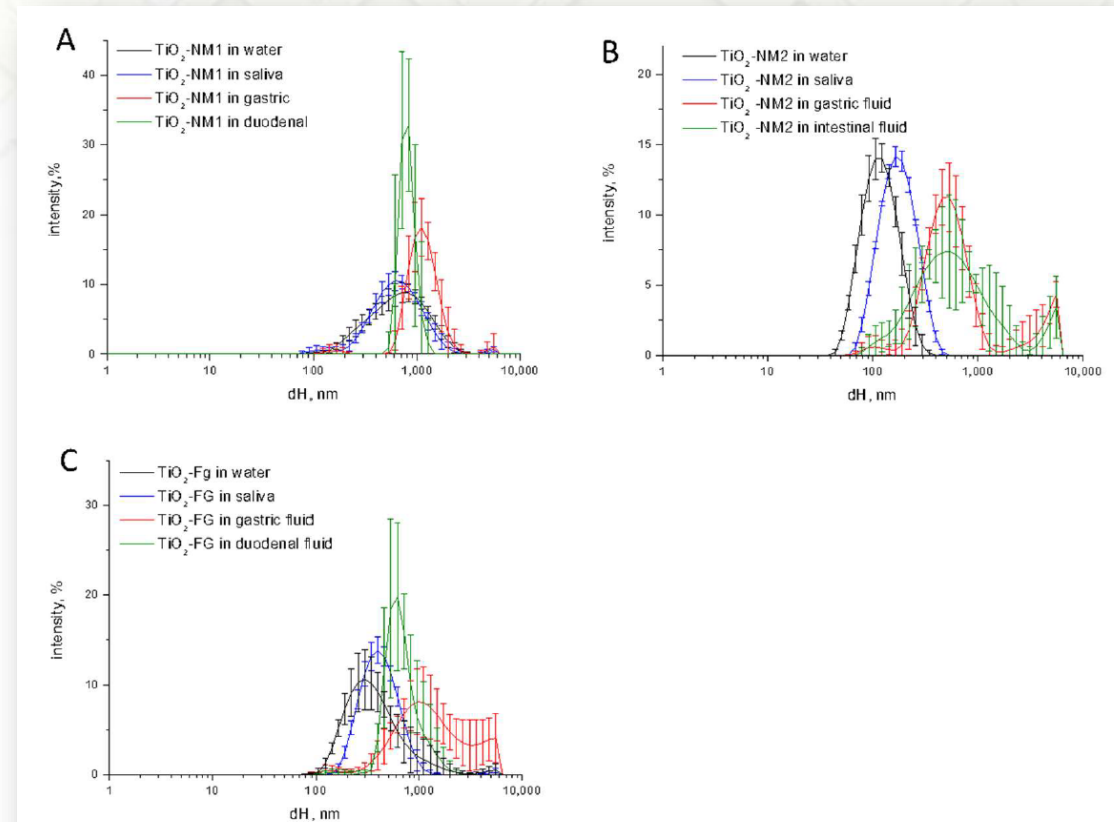 A
TiO2-NM1 in water
TiO2-NM1 in saliva
TiO2-NM1 in gastric
TiO2-NM1 in duodenal
intensity,%
40
30
20
10
0
1
10
100
1,000
10,000
dH, nm
B
TiO2 -NM2 in water
TiO2 -NM2 in saliva
TiO2 -NM2 in gastric fluid
TiO2 -NM2 in intestinal fluid
intensity, %
20
15
10
5
0
1
10
100
1,000
10,000
dH, nm
C
TiO2-Fg in water
TiO2-FG in saliva
TiO2-FG in gastric fluid
TiO2-FG in duodenal fluid
intensity, %
30
20
10
0
1
10
100
1,000
10,000
dH, nm